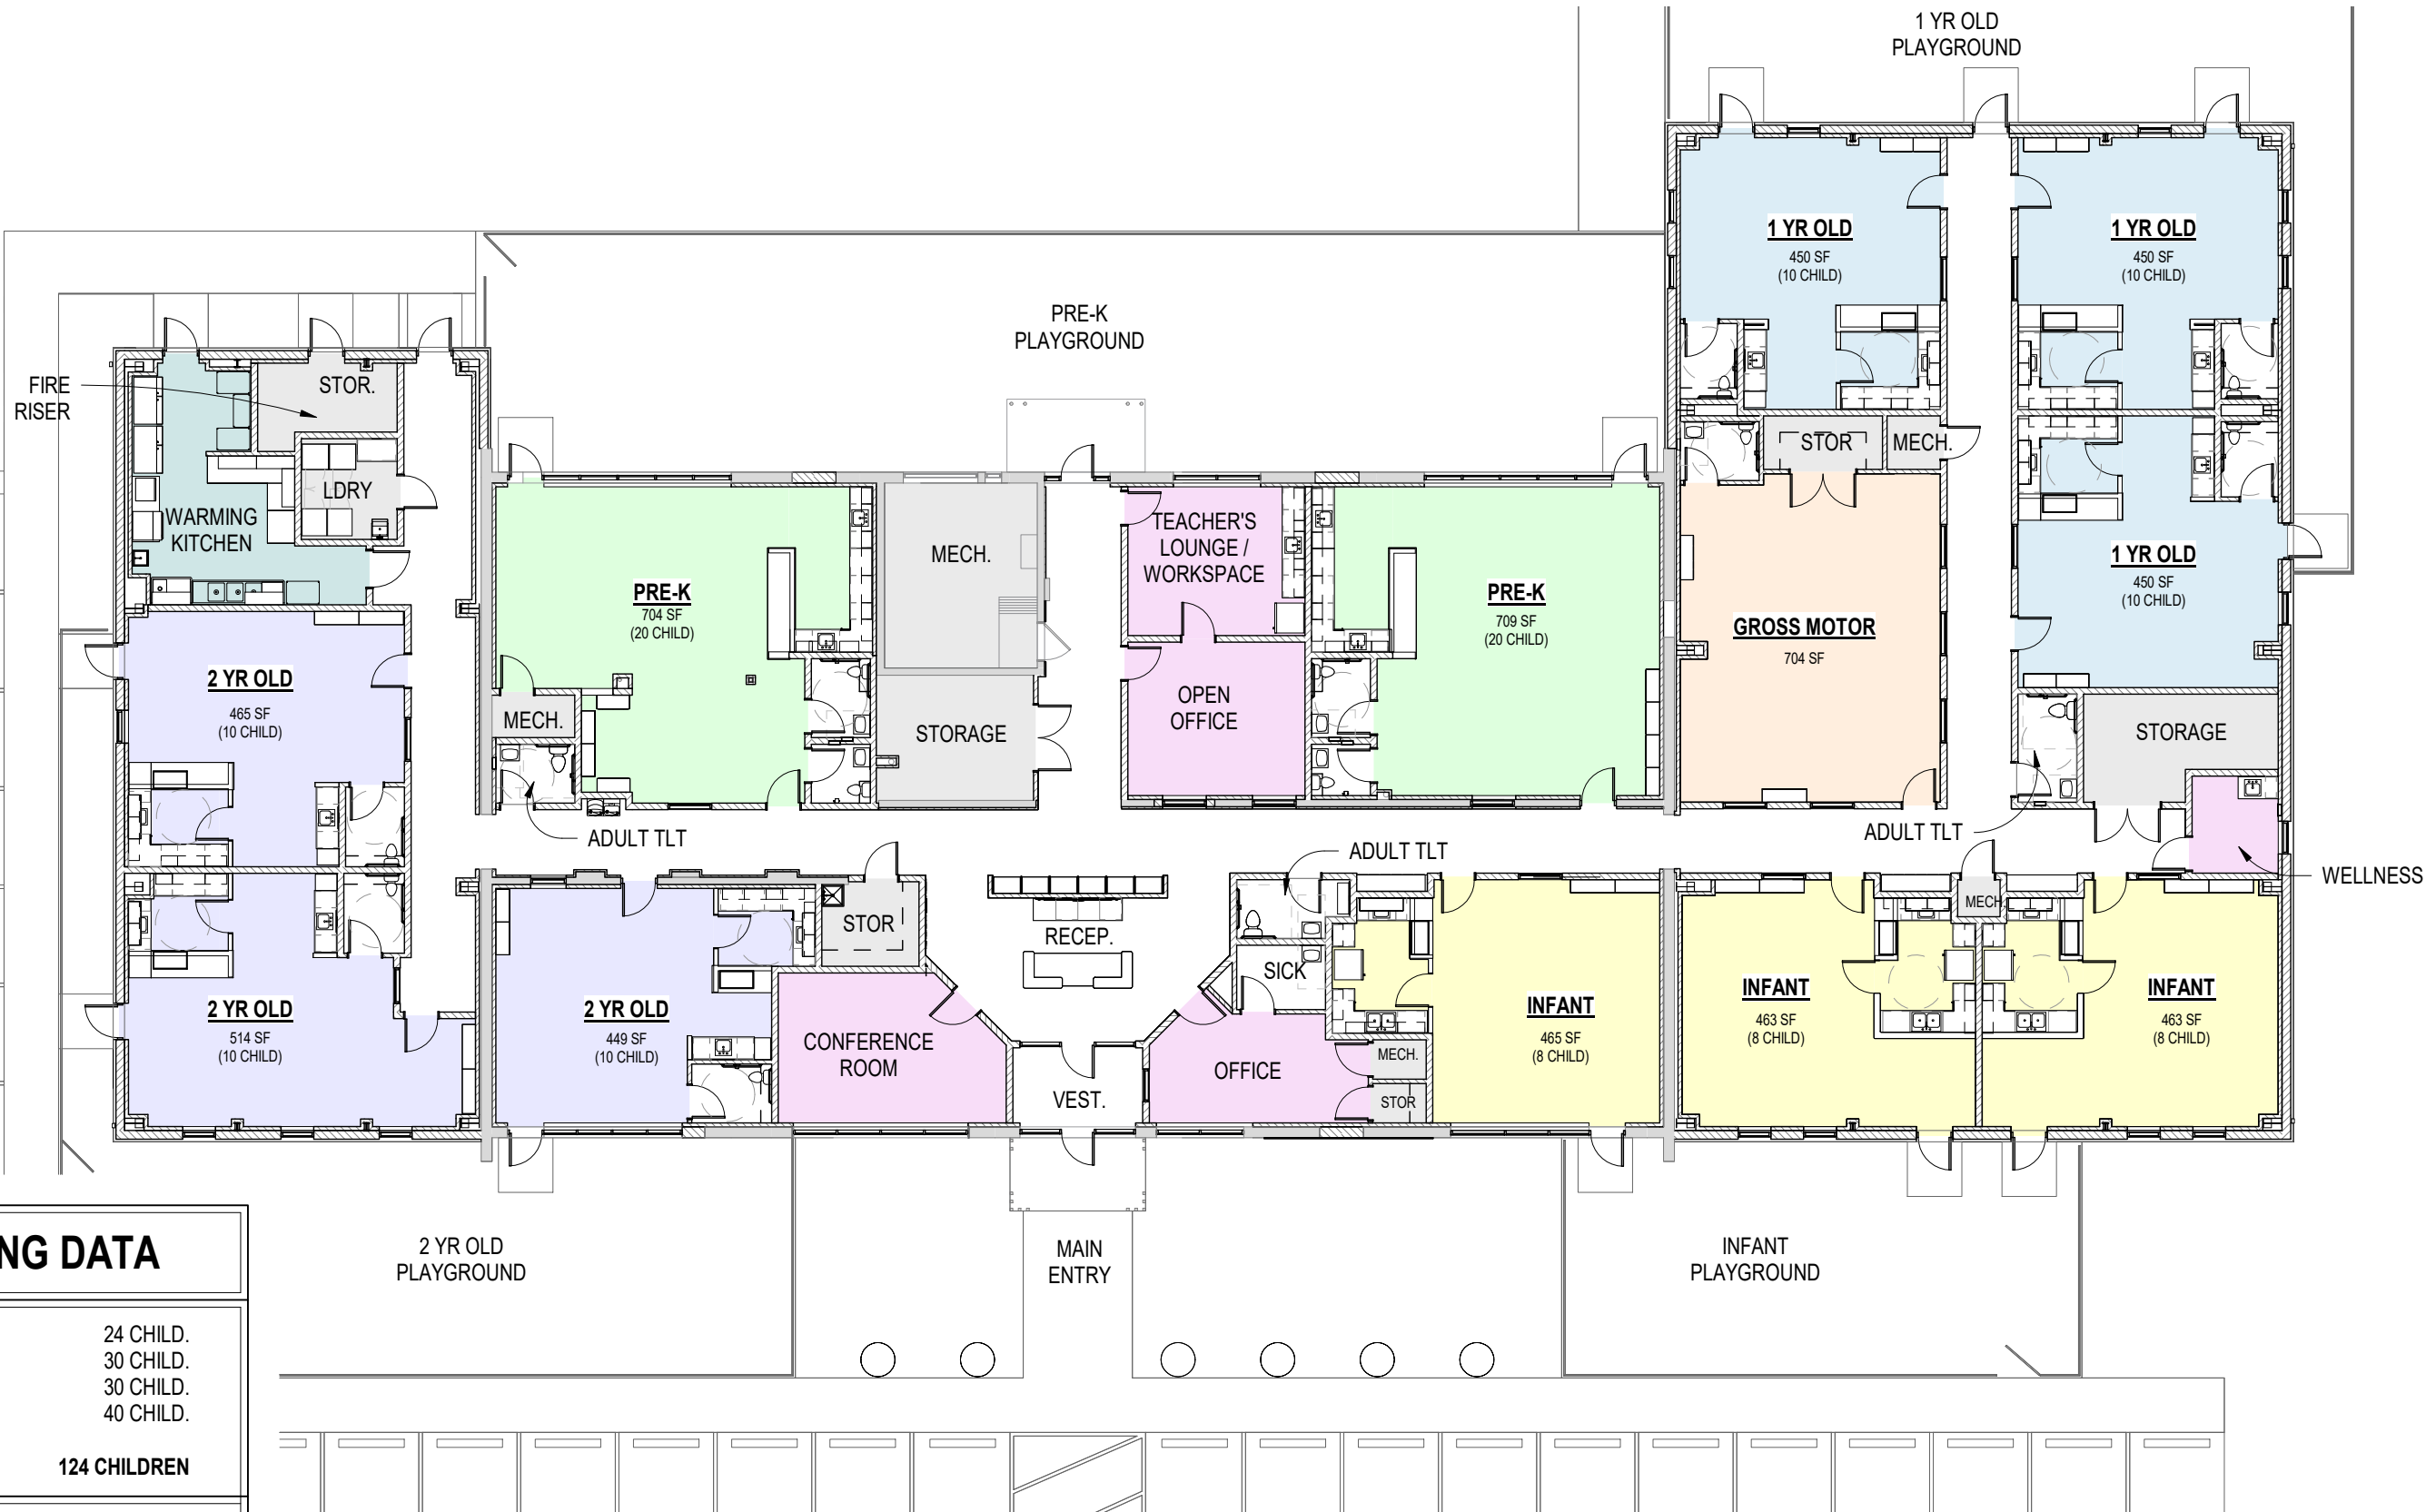 1 YR OLD
PLAYGROUND
1 YR OLD
450 SF
(10 CHILD)
1 YR OLD
450 SF
(10 CHILD)
PRE-K
PLAYGROUND
FIRE
RISER
STOR.
LDRY
WARMING
KITCHEN
STOR
MECH.
MECH.
TEACHER'S
LOUNGE /
WORKSPACE
PRE-K
704 SF
(20 CHILD)
PRE-K
709 SF
(20 CHILD)
1 YR OLD
450 SF
(10 CHILD)
GROSS MOTOR
704 SF
2 YR OLD
465 SF
(10 CHILD)
MECH.
OPEN
OFFICE
STORAGE
STORAGE
ADULT TLT
ADULT TLT
ADULT TLT
WELLNESS
STOR
RECEP.
SICK
MECH.
2 YR OLD
514 SF
(10 CHILD)
2 YR OLD
449 SF
(10 CHILD)
CONFERENCE
ROOM
VEST.
OFFICE
MECH.
STOR
INFANT
465 SF
(8 CHILD)
INFANT
463 SF
(8 CHILD)
INFANT
463 SF
(8 CHILD)
2 YR OLD
PLAYGROUND
MAIN
ENTRY
INFANT
PLAYGROUND
NG DATA
24 CHILD.
30 CHILD.
30 CHILD.
40 CHILD.
124 CHILDREN